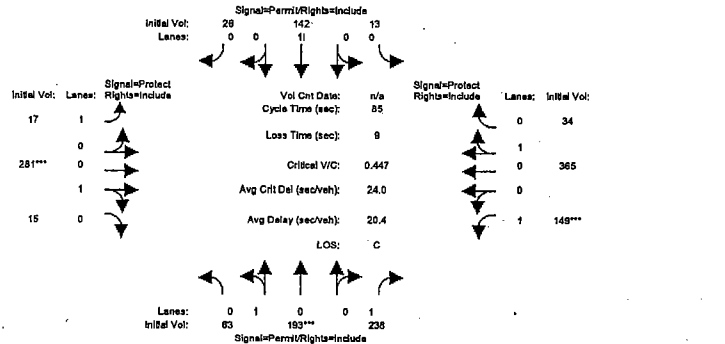 Signal=Permit/Rights=Include
Initial Vol: 28 142 13
Lanes: 0 0 1! 0 0
Signal=Protect
Initial Vol: Lanes: Rights=Include
Vol Cnt Date: n/a
Cycle Time (sec): 85
Signal=Protect
Rights=Include Lanes: Initial Vol:
17 1
0 34
Loss Time (sec): 9
0
1
281*** 0
Critical V/C: 0.447
0 365
1
Avg Crit Del (sec/veh): 24.0
0
15 0
Avg Delay (sec/veh): 20.4
1 149***
LOS: C
Lanes: 0 1 0 0 1
Initial Vol: 63 193*** 238
Signal=Permit/Rights=Include